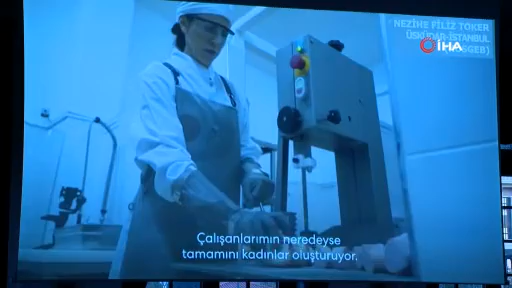 NEZİHE FİLİZ TOKER
ÜSKÜDAR-İSTANBUL
İHA
Çalışanlarımın neredeyse
tamamını kadınlar oluşturuyor.